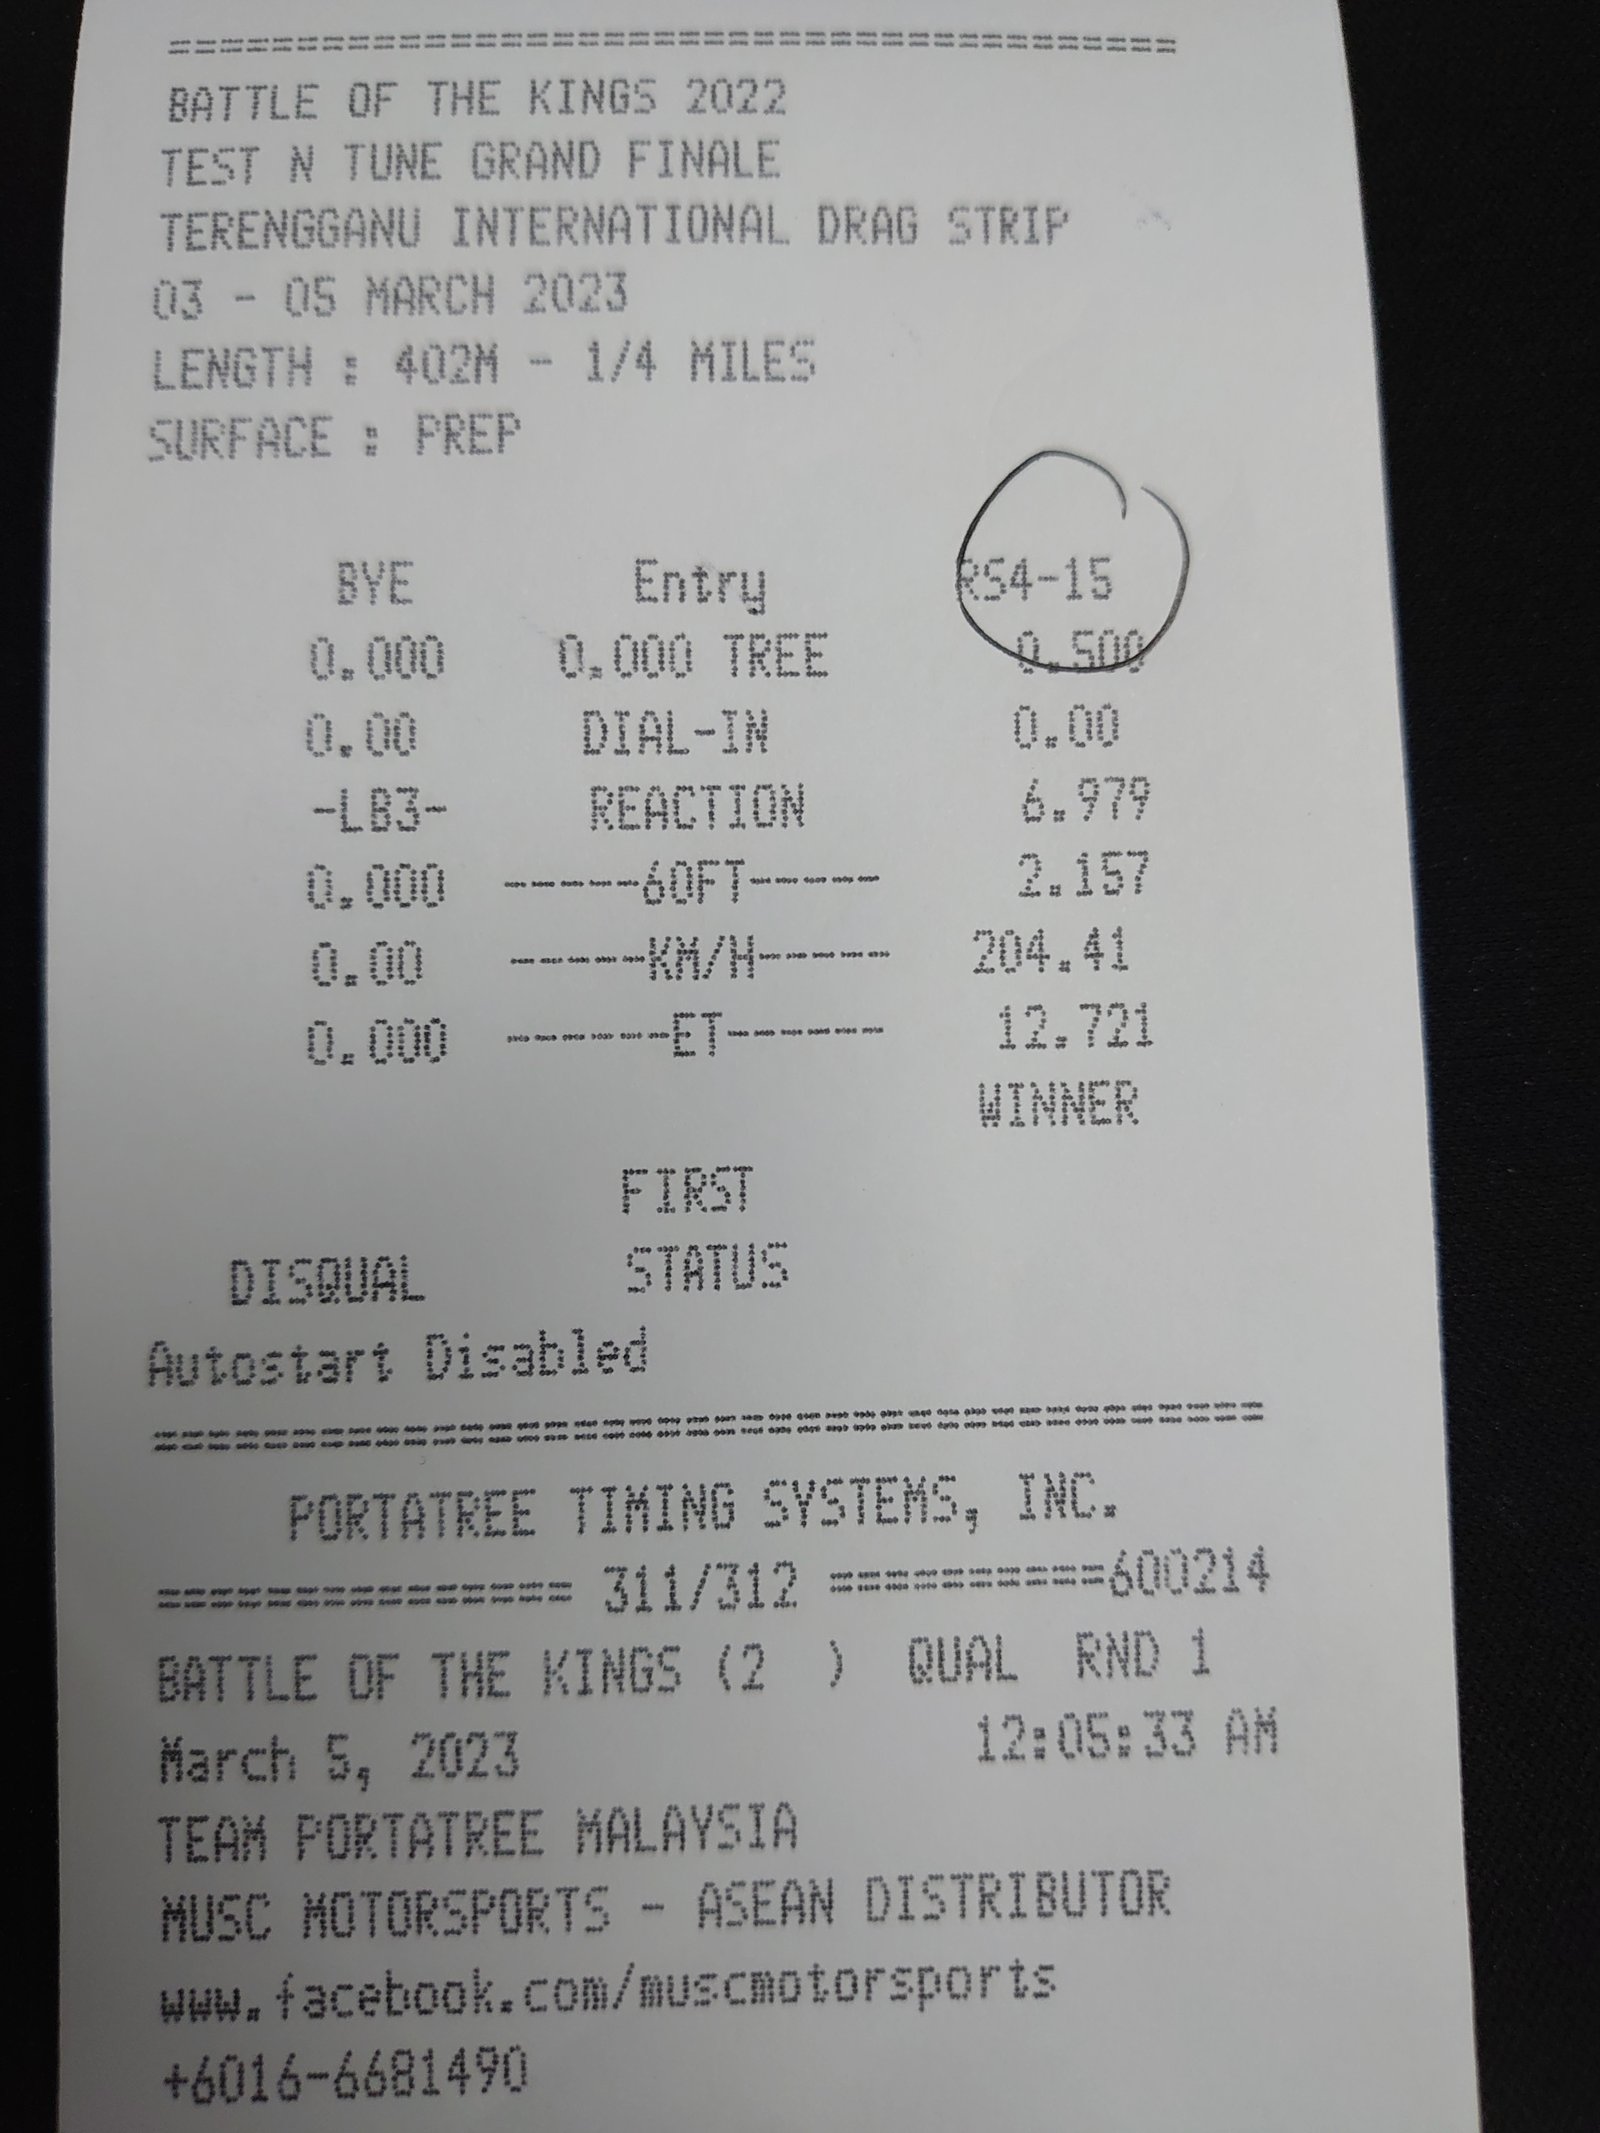 ========================================
BATTLE OF THE KINGS 2022
TEST N TUNE GRAND FINALE
TERENGGANU INTERNATIONAL DRAG STRIP
03 - 05 MARCH 2023
LENGTH : 402M - 1/4 MILES
SURFACE : PREP
BYE Entry RS4-15
0.000 0.000 TREE 0.500
0.00 DIAL-IN 0.00
-LB3- REACTION 6.979
0.000 -----60FT----- 2.157
0.00 -----KM/H----- 204.41
0.000 ------ET------ 12.721
WINNER
FIRST
DISQUAL STATUS
Autostart Disabled
========================================
PORTATREE TIMING SYSTEMS, INC.
=============== 311/312 ==========600214
BATTLE OF THE KINGS (2 ) QUAL RND 1
March 5, 2023 12:05:33 AM
TEAM PORTATREE MALAYSIA
MUSC MOTORSPORTS - ASEAN DISTRIBUTOR
www.facebook.com/muscmotorsports
+6016-6681490